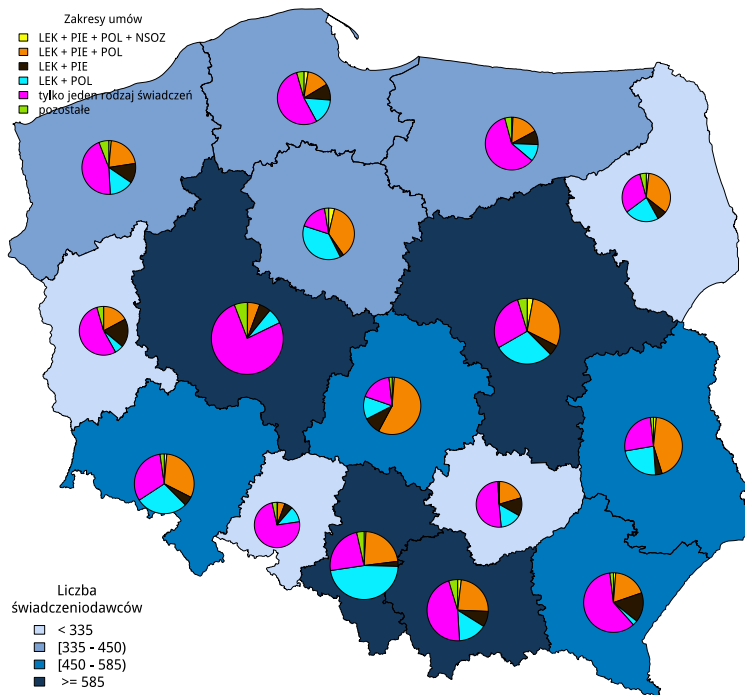 Zakresy umów
LEK + PIE + POL + NSOZ
LEK + PIE + POL
LEK + PIE
LEK + POL
tylko jeden rodzaj świadczeń
pozostałe
Liczba
świadczeniodawców
< 335
[335 - 450)
[450 - 585)
>= 585